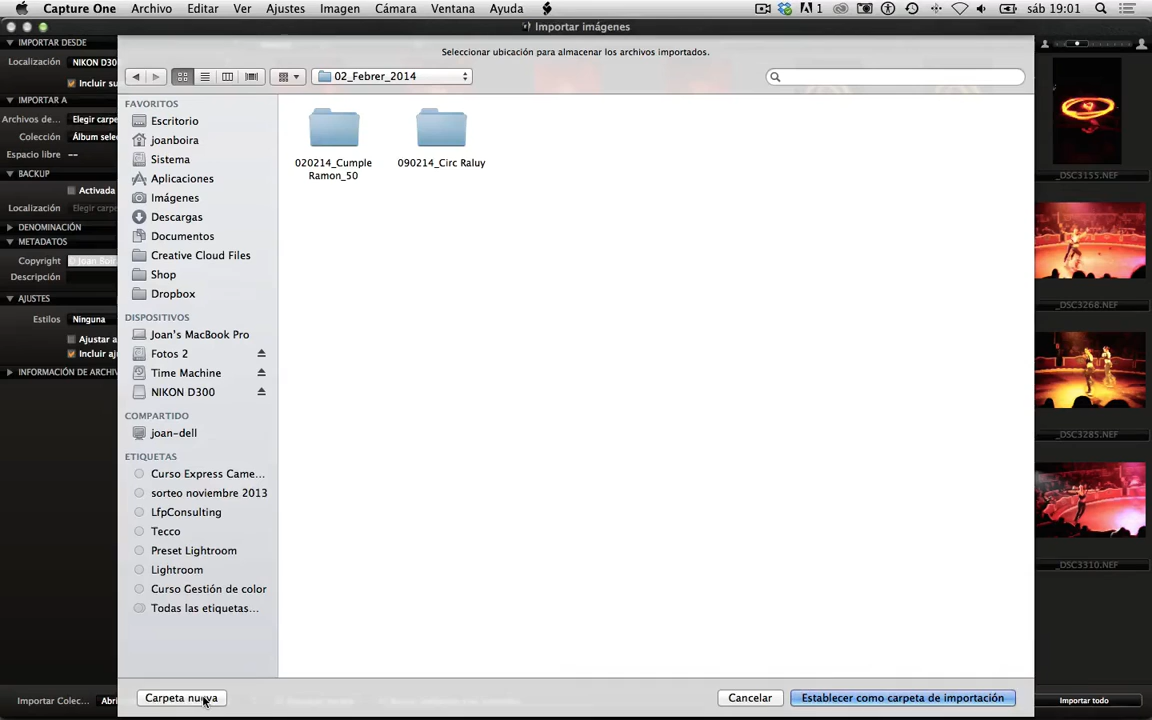 Capture One Archivo Editar Ver Ajustes Imagen Cámara Ventana Ayuda 1 sáb 19:01
Importar imágenes
Seleccionar ubicación para almacenar los archivos importados.
02_Febrer_2014
IMPORTAR DESDE
Localización NIKON D300
Incluir su
IMPORTAR A
Archivos de... Elegir carpe
Colección Álbum sele
Espacio libre --
BACKUP
Activada
Localización Elegir carpe
DENOMINACIÓN
METADATOS
Copyright © Joan Boi
Descripción
AJUSTES
Estilos Ninguna
Ajustar a
Incluir aj
INFORMACIÓN DE ARCHIV
Importar Colec... Abri
FAVORITOS
Escritorio
joanboira
Sistema
Aplicaciones
Imágenes
Descargas
Documentos
Creative Cloud Files
Shop
Dropbox
DISPOSITIVOS
Joan's MacBook Pro
Fotos 2
Time Machine
NIKON D300
COMPARTIDO
joan-dell
ETIQUETAS
Curso Express Came...
sorteo noviembre 2013
LfpConsulting
Tecco
Preset Lightroom
Lightroom
Curso Gestión de color
Todas las etiquetas...
020214_Cumple
Ramon_50
090214_Circ Raluy
Carpeta nueva
Cancelar
Establecer como carpeta de importación
_DSC3155.NEF
_DSC3268.NEF
_DSC3285.NEF
_DSC3310.NEF
Importar todo